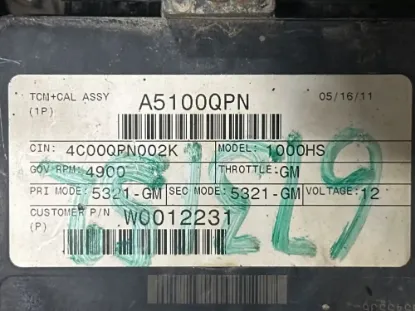 TCM+CAL ASSY A5100QPN 05/16/11
(1P)
CIN: 4C00QPN002K MODEL: 1000HS
GOV RPM: 4900 THROTTLE: GM
PRI MODE: 5321-GM SEC MODE: 5321-GM VOLTAGE: 12
CUSTOMER P/N W0012231
(P)